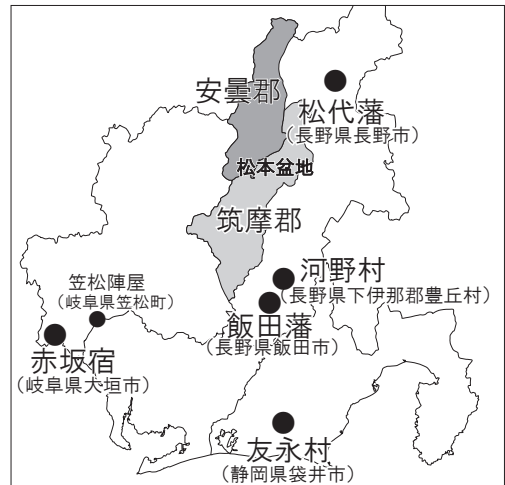 安曇郡
松代藩
（長野県長野市）
松本盆地
筑摩郡
河野村
（長野県下伊那郡豊丘村）
笠松陣屋
（岐阜県笠松町）
飯田藩
（長野県飯田市）
赤坂宿
（岐阜県大垣市）
友永村
（静岡県袋井市）